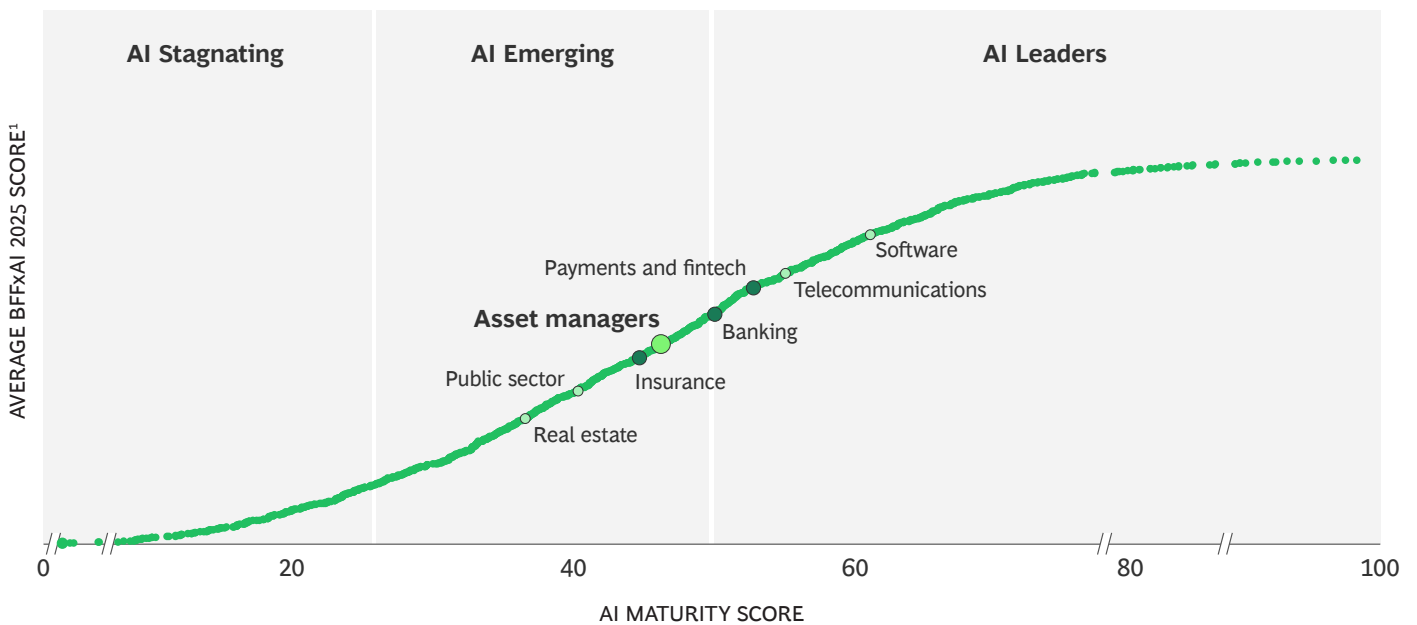 AI Stagnating
AI Emerging
AI Leaders
AVERAGE BFFxAI 2025 SCORE¹
Software
Payments and fintech
Telecommunications
Asset managers
Banking
Public sector
Insurance
Real estate
0
20
40
60
80
100
AI MATURITY SCORE